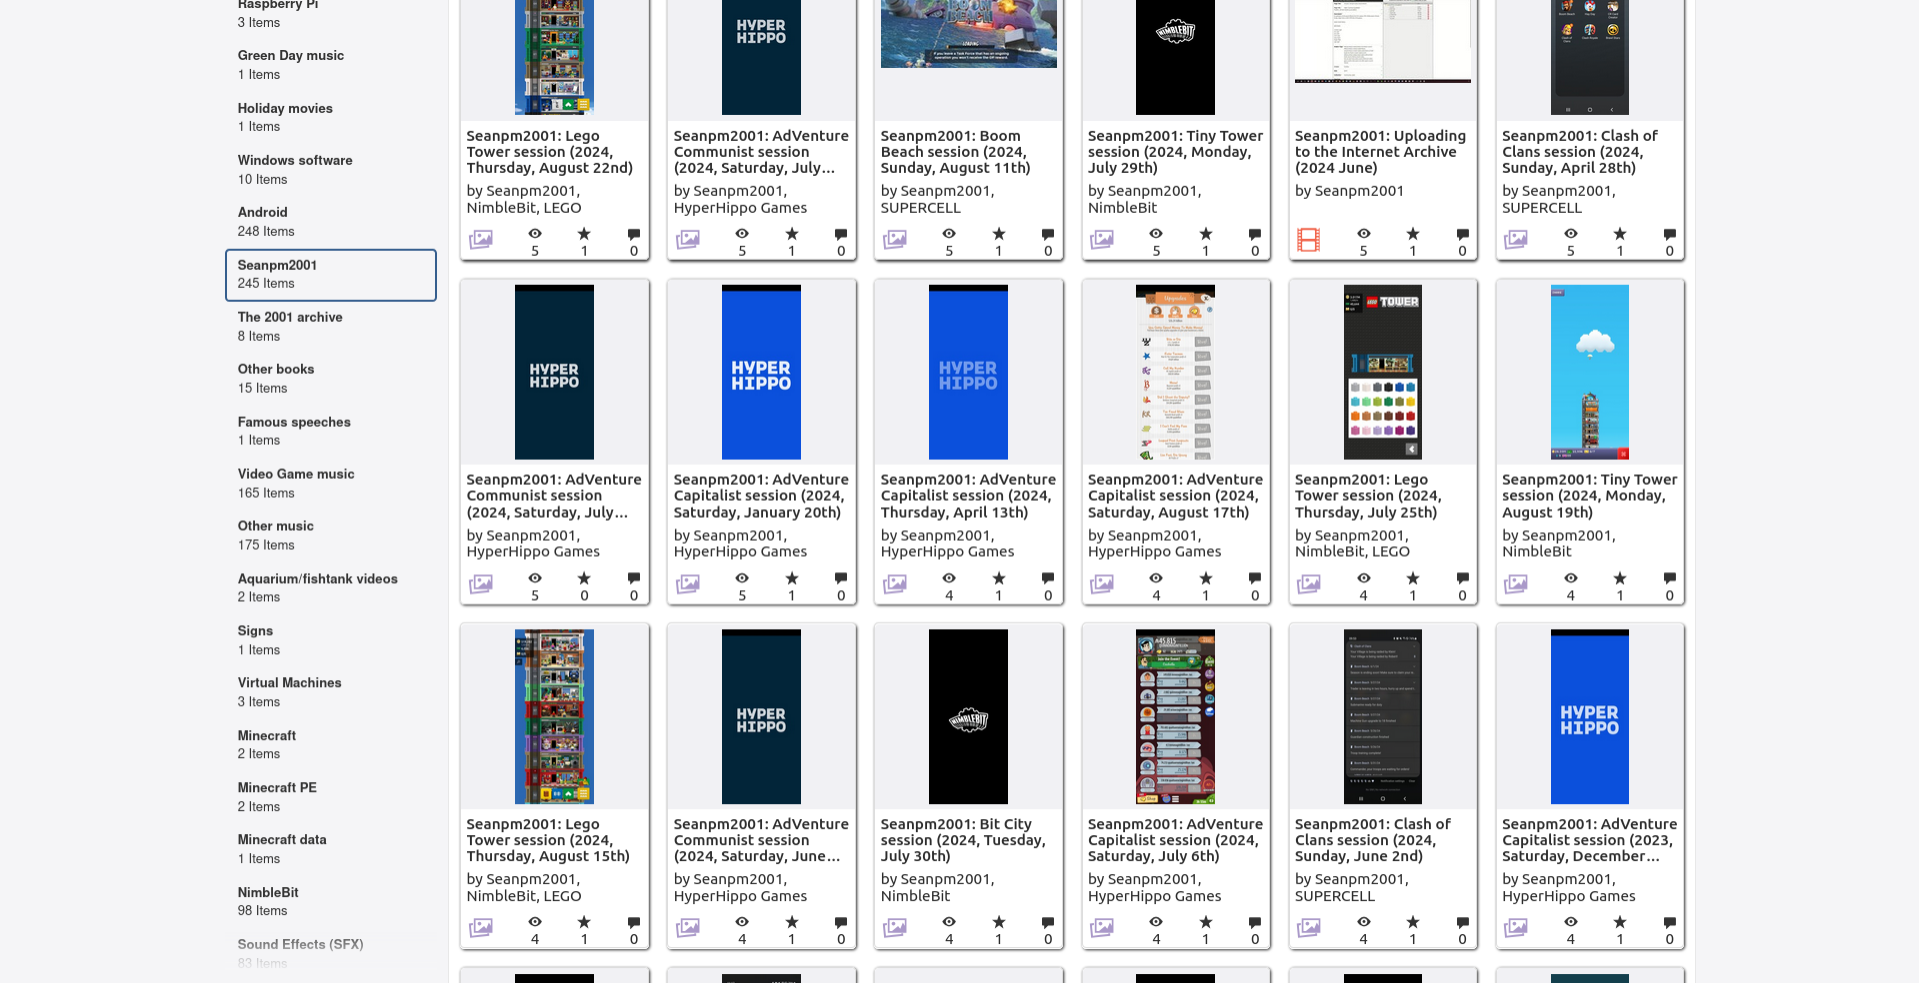 Raspberry Pi
3 Items
Green Day music
1 Items
Holiday movies
1 Items
Windows software
10 Items
Android
248 Items
Seanpm2001
245 Items
The 2001 archive
8 Items
Other books
15 Items
Famous speeches
1 Items
Video Game music
165 Items
Other music
175 Items
Aquarium/fishtank videos
2 Items
Signs
1 Items
Virtual Machines
3 Items
Minecraft
2 Items
Minecraft PE
2 Items
Minecraft data
1 Items
NimbleBit
98 Items
Sound Effects (SFX)
83 Items
Seanpm2001: Lego
Tower session (2024,
Thursday, August 22nd)
by Seanpm2001,
NimbleBit, LEGO
5 1 0
HYPER
HIPPO
Seanpm2001: AdVenture
Communist session
(2024, Saturday, July...
by Seanpm2001,
HyperHippo Games
5 1 0
BOOM
BEACH
LOADING
Seanpm2001: Boom
Beach session (2024,
Sunday, August 11th)
by Seanpm2001,
SUPERCELL
5 1 0
NIMBLEBIT
Seanpm2001: Tiny Tower
session (2024, Monday,
July 29th)
by Seanpm2001,
NimbleBit
5 1 0
Seanpm2001: Uploading
to the Internet Archive
(2024 June)
by Seanpm2001
5 1 0
Seanpm2001: Clash of
Clans session (2024,
Sunday, April 28th)
by Seanpm2001,
SUPERCELL
5 1 0
HYPER
HIPPO
Seanpm2001: AdVenture
Communist session
(2024, Saturday, July...
by Seanpm2001,
HyperHippo Games
5 0 0
HYPER
HIPPO
Seanpm2001: AdVenture
Capitalist session (2024,
Saturday, January 20th)
by Seanpm2001,
HyperHippo Games
5 1 0
HYPER
HIPPO
Seanpm2001: AdVenture
Capitalist session (2024,
Thursday, April 13th)
by Seanpm2001,
HyperHippo Games
4 1 0
Upgrades
Seanpm2001: AdVenture
Capitalist session (2024,
Saturday, August 17th)
by Seanpm2001,
HyperHippo Games
4 1 0
LEGO TOWER
Seanpm2001: Lego
Tower session (2024,
Thursday, July 25th)
by Seanpm2001,
NimbleBit, LEGO
4 1 0
Seanpm2001: Tiny Tower
session (2024, Monday,
August 19th)
by Seanpm2001,
NimbleBit
4 1 0
Seanpm2001: Lego
Tower session (2024,
Thursday, August 15th)
by Seanpm2001,
NimbleBit, LEGO
4 1 0
HYPER
HIPPO
Seanpm2001: AdVenture
Communist session
(2024, Saturday, June...
by Seanpm2001,
HyperHippo Games
4 1 0
NIMBLEBIT
Seanpm2001: Bit City
session (2024, Tuesday,
July 30th)
by Seanpm2001,
NimbleBit
4 1 0
Seanpm2001: AdVenture
Capitalist session (2024,
Saturday, July 6th)
by Seanpm2001,
HyperHippo Games
4 1 0
Seanpm2001: Clash of
Clans session (2024,
Sunday, June 2nd)
by Seanpm2001,
SUPERCELL
4 1 0
HYPER
HIPPO
Seanpm2001: AdVenture
Capitalist session (2023,
Saturday, December...
by Seanpm2001,
HyperHippo Games
4 1 0